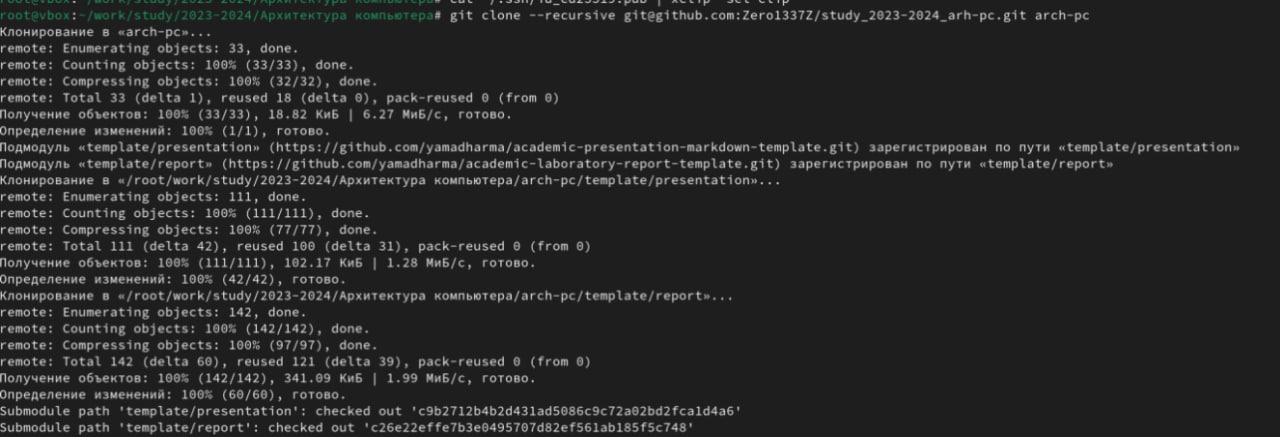 root@vbox:~/work/study/2023-2024/Архитектура компьютера# cat ~/.ssh/id_ed25519.pub | xclip -sel clip
root@vbox:~/work/study/2023-2024/Архитектура компьютера# git clone --recursive git@github.com:Zero1337Z/study_2023-2024_arh-pc.git arch-pc
Клонирование в «arch-pc»...
remote: Enumerating objects: 33, done.
remote: Counting objects: 100% (33/33), done.
remote: Compressing objects: 100% (32/32), done.
remote: Total 33 (delta 1), reused 18 (delta 0), pack-reused 0 (from 0)
Получение объектов: 100% (33/33), 18.82 КиБ | 6.27 МиБ/с, готово.
Определение изменений: 100% (1/1), готово.
Подмодуль «template/presentation» (https://github.com/yamadharma/academic-presentation-markdown-template.git) зарегистрирован по пути «template/presentation»
Подмодуль «template/report» (https://github.com/yamadharma/academic-laboratory-report-template.git) зарегистрирован по пути «template/report»
Клонирование в «/root/work/study/2023-2024/Архитектура компьютера/arch-pc/template/presentation»...
remote: Enumerating objects: 111, done.
remote: Counting objects: 100% (111/111), done.
remote: Compressing objects: 100% (77/77), done.
remote: Total 111 (delta 42), reused 100 (delta 31), pack-reused 0 (from 0)
Получение объектов: 100% (111/111), 102.17 КиБ | 1.28 МиБ/с, готово.
Определение изменений: 100% (42/42), готово.
Клонирование в «/root/work/study/2023-2024/Архитектура компьютера/arch-pc/template/report»...
remote: Enumerating objects: 142, done.
remote: Counting objects: 100% (142/142), done.
remote: Compressing objects: 100% (97/97), done.
remote: Total 142 (delta 60), reused 121 (delta 39), pack-reused 0 (from 0)
Получение объектов: 100% (142/142), 341.09 КиБ | 1.99 МиБ/с, готово.
Определение изменений: 100% (60/60), готово.
Submodule path 'template/presentation': checked out 'c9b2712b4b2d431ad5086c9c72a02bd2fca1d4a6'
Submodule path 'template/report': checked out 'c26e22effe7b3e0495707d82ef561ab185f5c748'